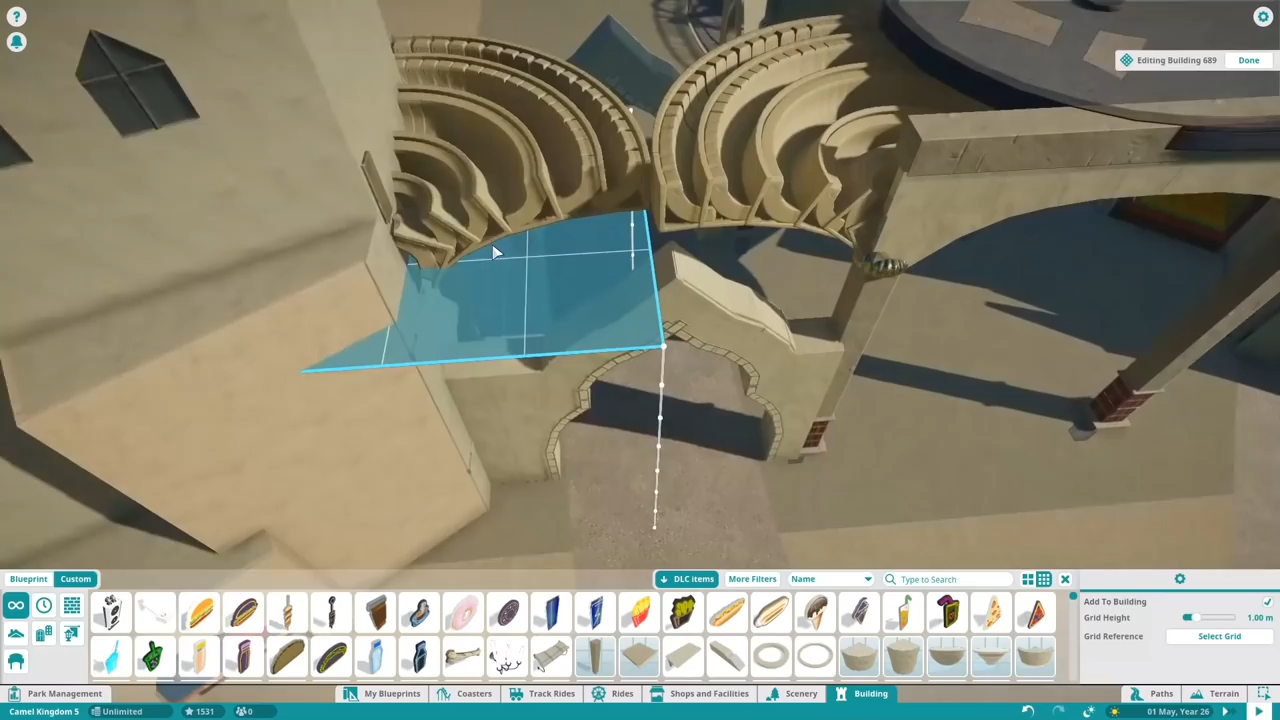 ?
Editing Building 689
Done
Blueprint
Custom
DLC items
More Filters
Name
Type to Search
Add To Building
Grid Height
1.00 m
Grid Reference
Select Grid
Park Management
My Blueprints
Coasters
Track Rides
Rides
Shops and Facilities
Scenery
Building
Paths
Terrain
Camel Kingdom 5
Unlimited
1531
0
01 May, Year 26